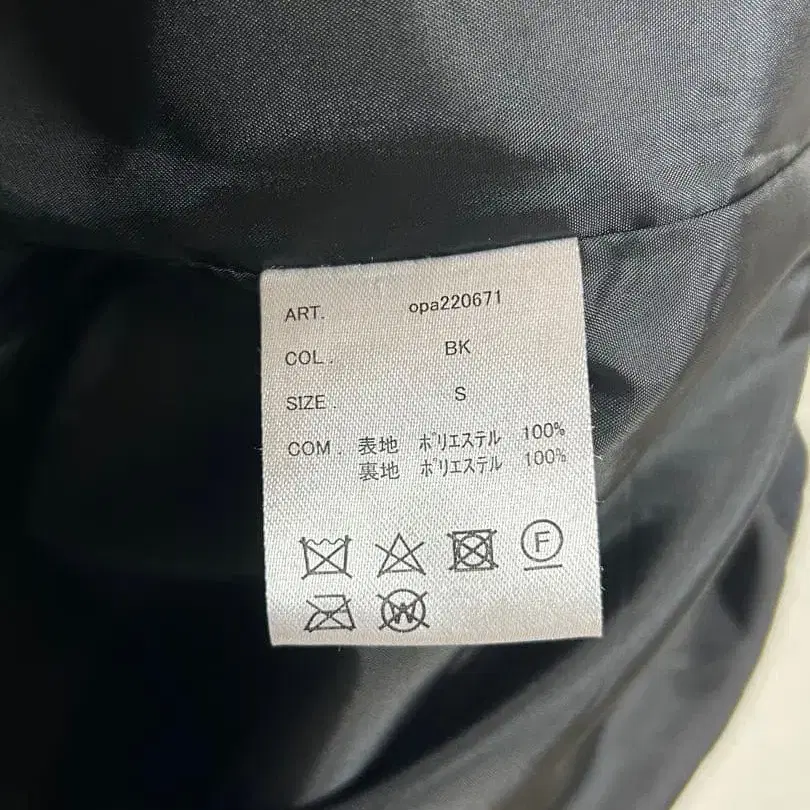 ART. opa220671
COL. BK
SIZE. S
COM. 表地 ポリエステル 100%
裏地 ポリエステル 100%
F
W